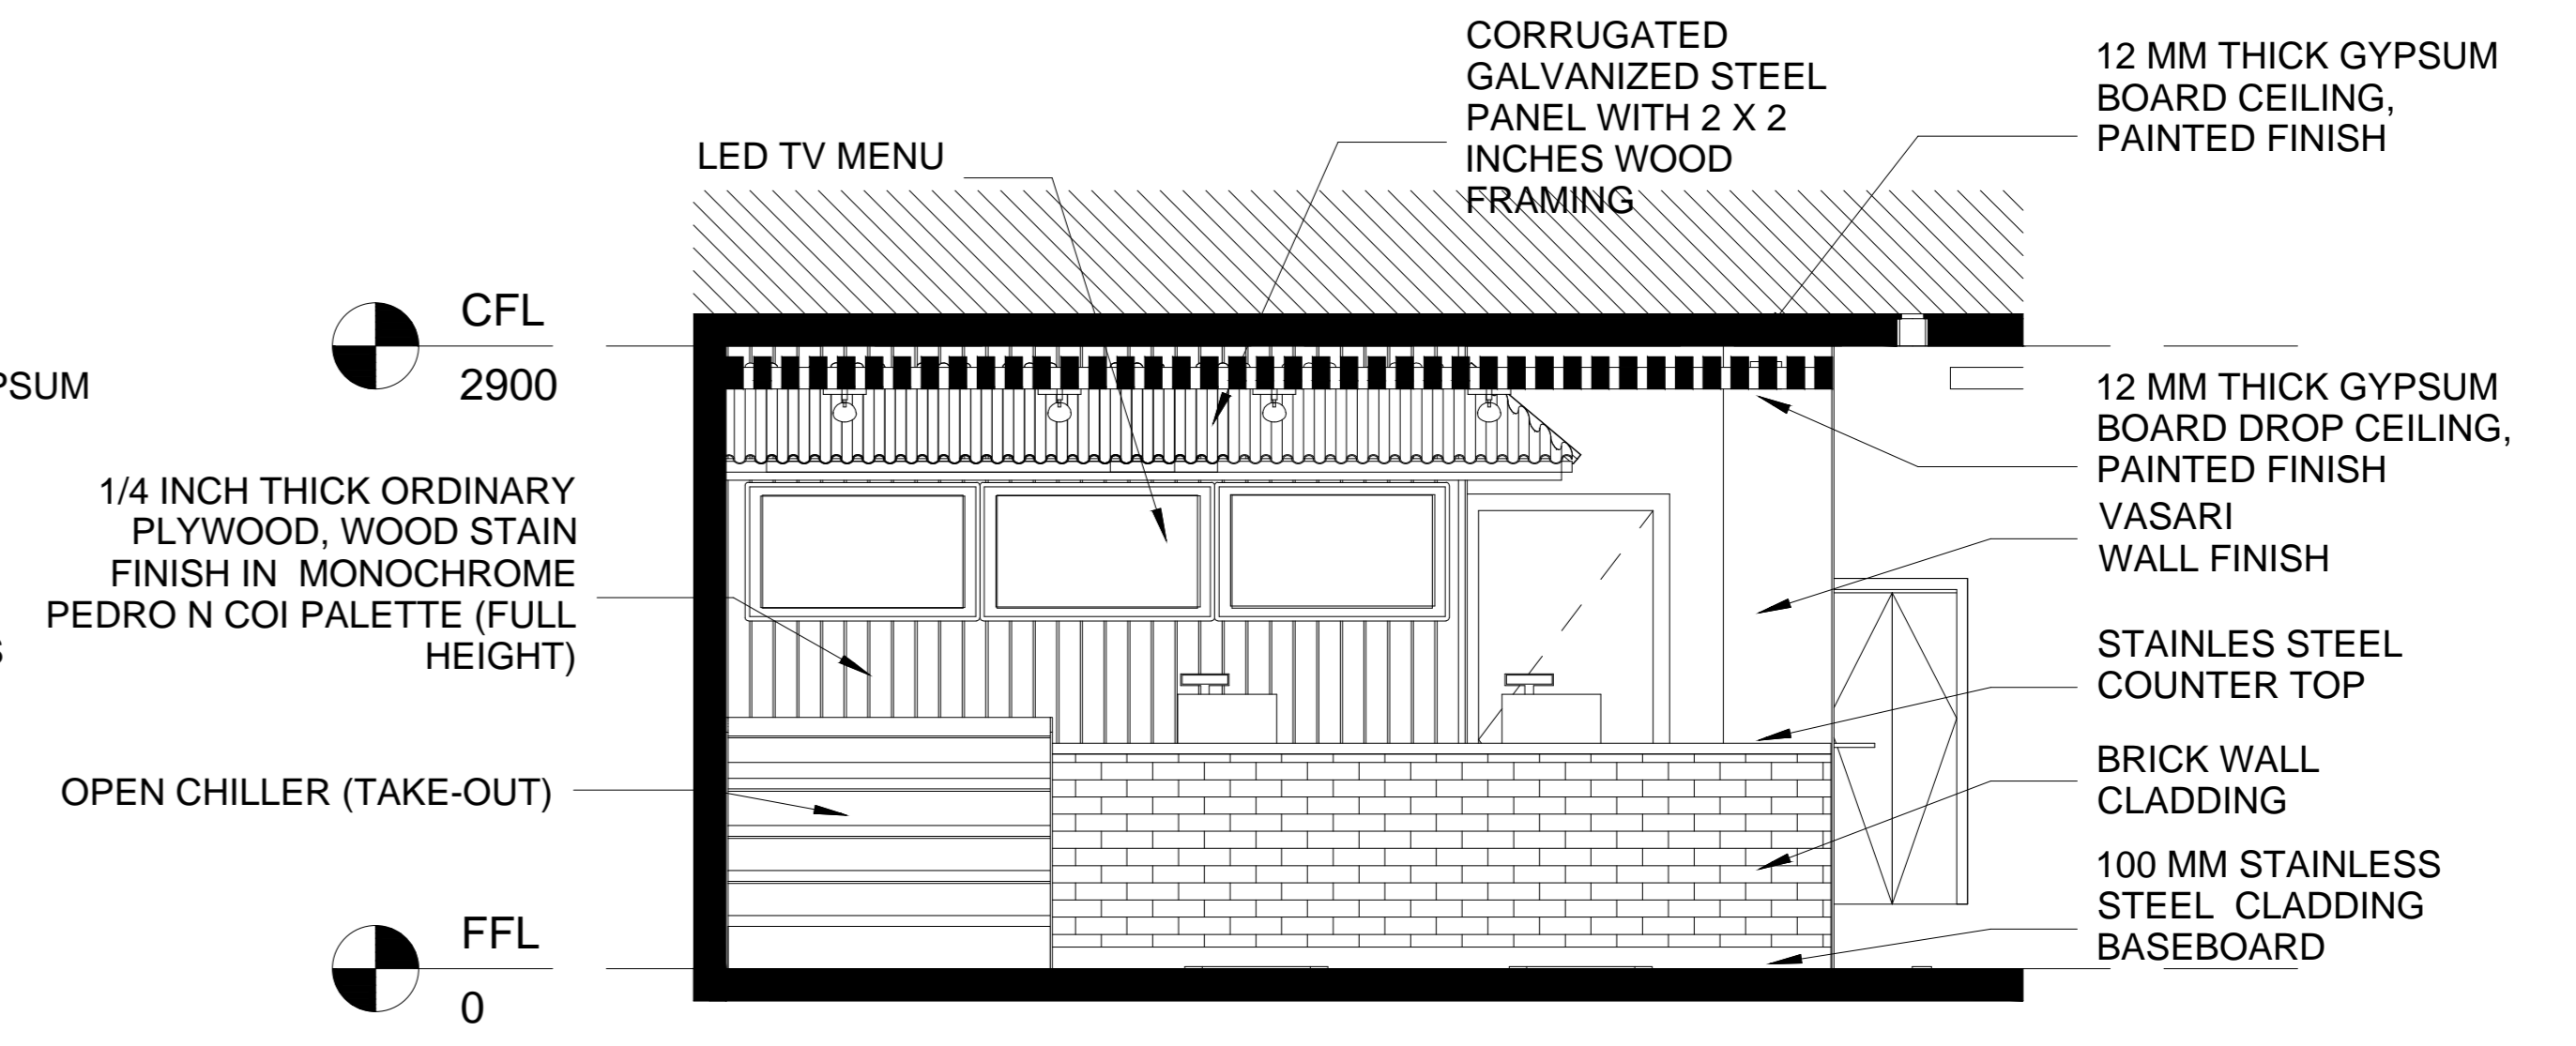 CORRUGATED
GALVANIZED STEEL
PANEL WITH 2 X 2
INCHES WOOD
FRAMING
12 MM THICK GYPSUM
BOARD CEILING,
PAINTED FINISH
LED TV MENU
CFL
2900
12 MM THICK GYPSUM
BOARD DROP CEILING,
PAINTED FINISH
1/4 INCH THICK ORDINARY
PLYWOOD, WOOD STAIN
FINISH IN MONOCHROME
PEDRO N COI PALETTE (FULL
HEIGHT)
VASARI
WALL FINISH
STAINLES STEEL
COUNTER TOP
OPEN CHILLER (TAKE-OUT)
BRICK WALL
CLADDING
100 MM STAINLESS
STEEL CLADDING
BASEBOARD
FFL
0